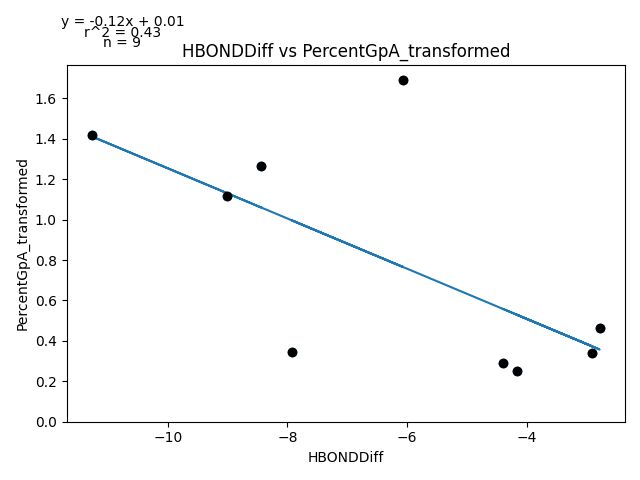 y = -0.12x + 0.01
r^2 = 0.43
n = 9
HBONDDiff vs PercentGpA_transformed
PercentGpA_transformed
1.6
1.4
1.2
1.0
0.8
0.6
0.4
0.2
0.0
−10
−8
−6
−4
HBONDDiff